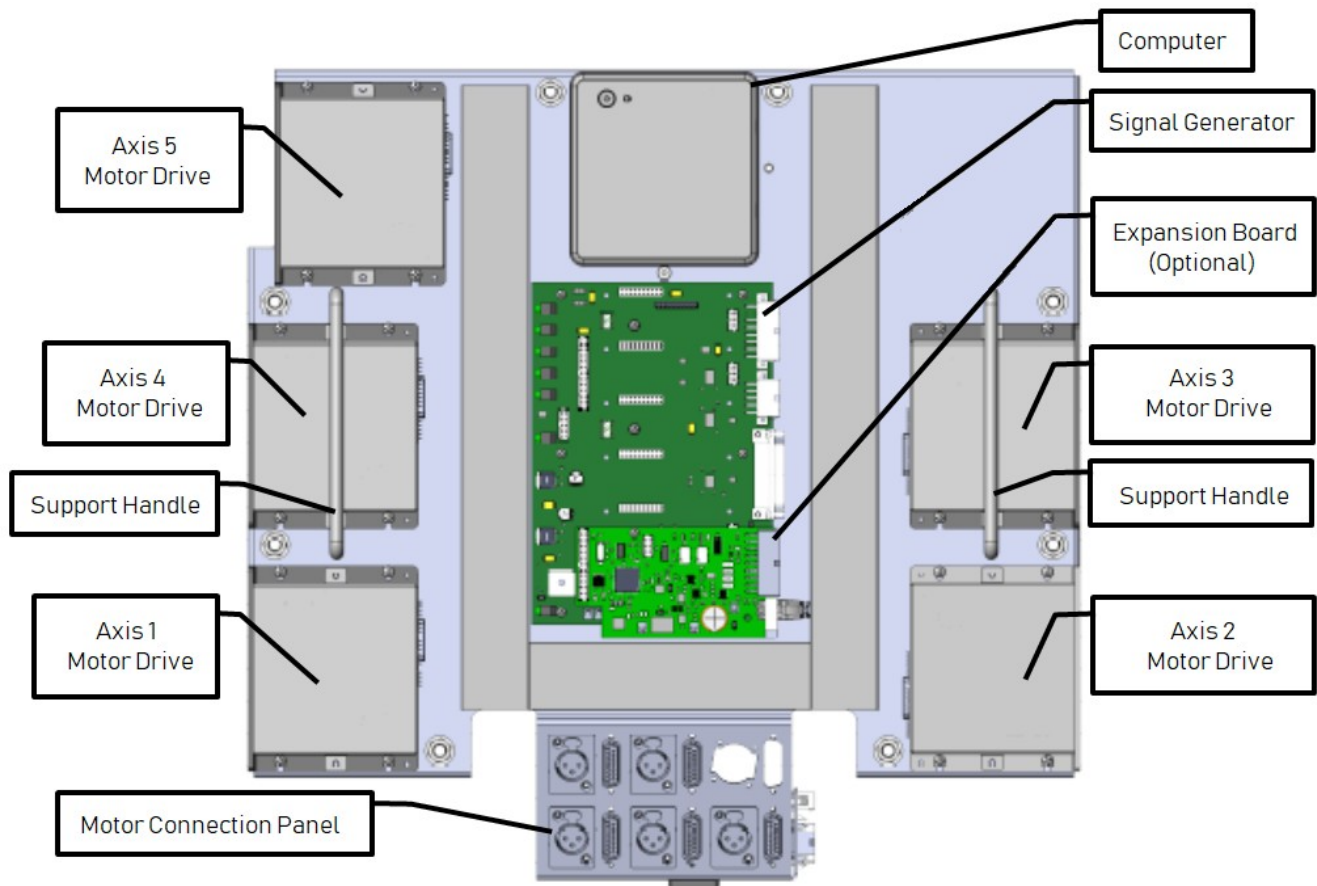 Computer
Signal Generator
Expansion Board
(Optional)
Axis 5
Motor Drive
Axis 4
Motor Drive
Axis 3
Motor Drive
Support Handle
Support Handle
Axis 1
Motor Drive
Axis 2
Motor Drive
Motor Connection Panel